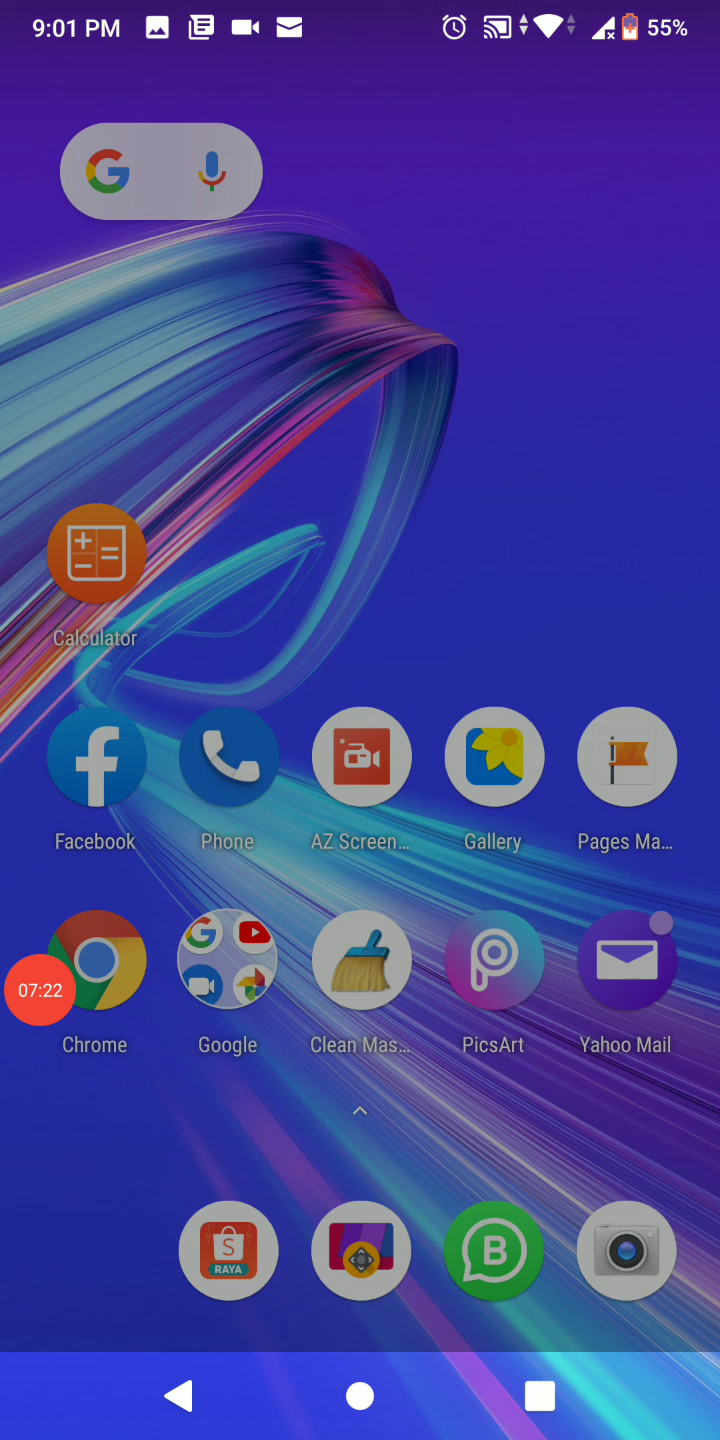 9:01 PM 55%
Calculator
Facebook Phone AZ Screen... Gallery Pages Ma...
07:22
Chrome Google Clean Mas... PicsArt Yahoo Mail
S
RAYA
B